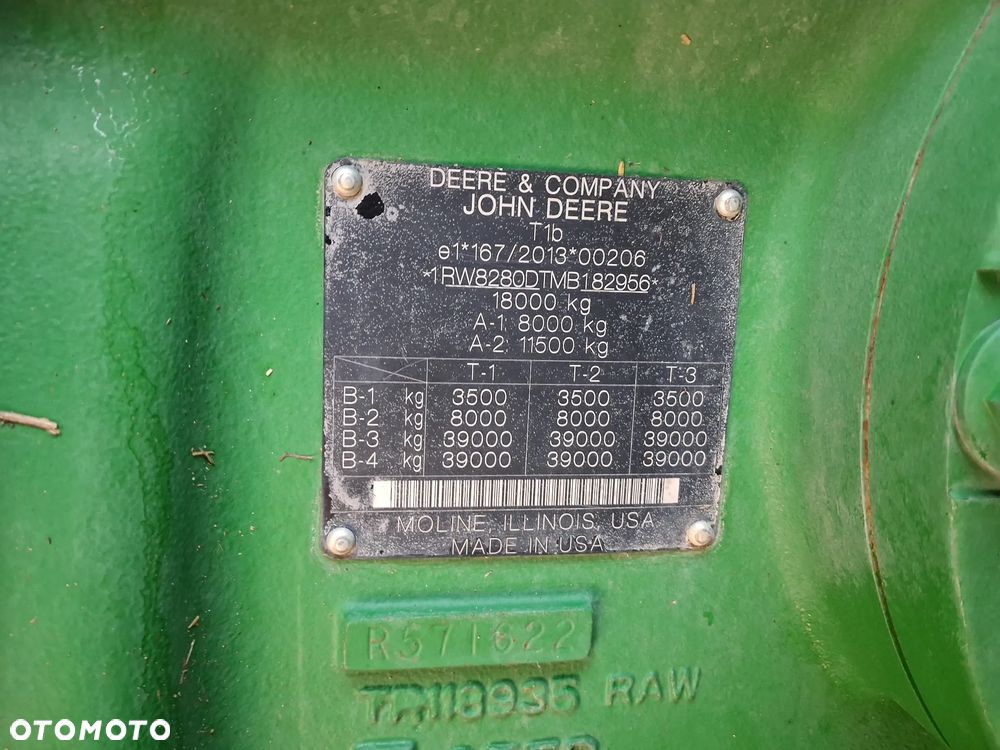 DEERE & COMPANY
JOHN DEERE
T1b
e1*167/2013*00206
*1RW8280DTMB182956*
18000 kg
A-1: 8000 kg
A-2: 11500 kg
T-1 T-2 T-3
B-1 kg 3500 3500 3500
B-2 kg 8000 8000 8000
B-3 kg 39000 39000 39000
B-4 kg 39000 39000 39000
MOLINE, ILLINOIS, USA
MADE IN USA
R571622
RAW
OTOMOTO